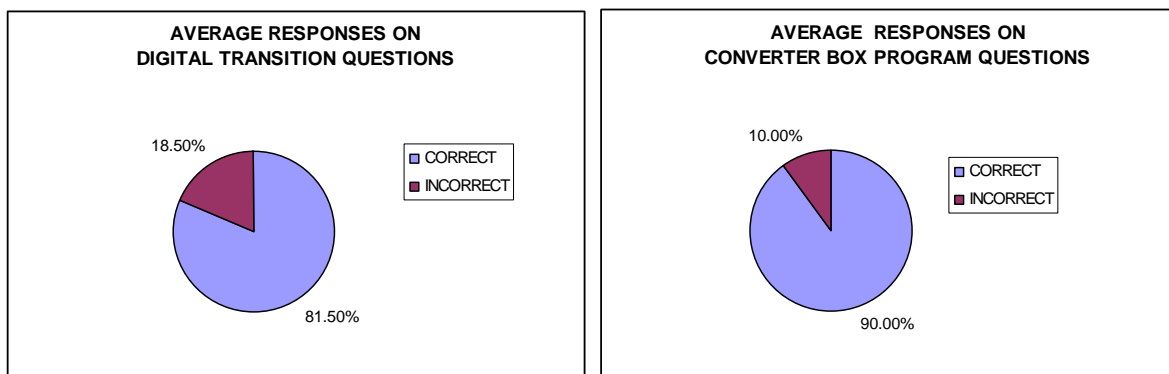 AVERAGE RESPONSES ON
DIGITAL TRANSITION QUESTIONS
18.50%
CORRECT
INCORRECT
81.50%
AVERAGE RESPONSES ON
CONVERTER BOX PROGRAM QUESTIONS
10.00%
CORRECT
INCORRECT
90.00%